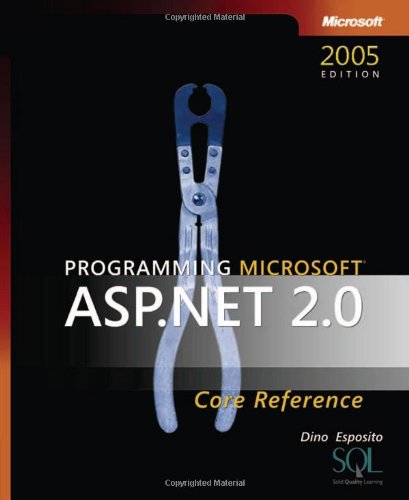 Copyrighted Material
Microsoft
2005
EDITION
PROGRAMMING MICROSOFT®
ASP.NET 2.0
Core Reference
Dino Esposito
SQL
Solid Quality Learning
Copyrighted Material